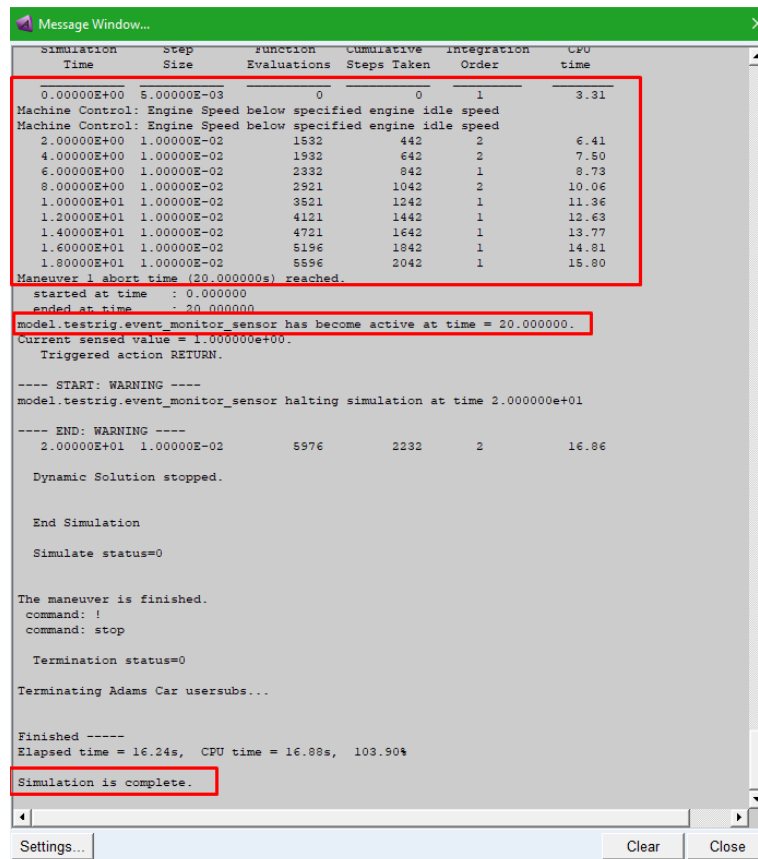 Message Window...
Simulation Step Function Cumulative Integration CPU
Time Size Evaluations Steps Taken Order time
0.00000E+00 5.00000E-03 0 0 1 3.31
Machine Control: Engine Speed below specified engine idle speed
Machine Control: Engine Speed below specified engine idle speed
2.00000E+00 1.00000E-02 1532 442 2 6.41
4.00000E+00 1.00000E-02 1932 642 2 7.50
6.00000E+00 1.00000E-02 2332 842 1 8.73
8.00000E+00 1.00000E-02 2921 1042 2 10.06
1.00000E+01 1.00000E-02 3521 1242 1 11.36
1.20000E+01 1.00000E-02 4121 1442 1 12.63
1.40000E+01 1.00000E-02 4721 1642 1 13.77
1.60000E+01 1.00000E-02 5196 1842 1 14.81
1.80000E+01 1.00000E-02 5596 2042 1 15.80
Maneuver 1 abort time (20.000000s) reached.
started at time : 0.000000
ended at time : 20.000000
model.testrig.event_monitor_sensor has become active at time = 20.000000.
Current sensed value = 1.000000e+00.
Triggered action RETURN.
---- START: WARNING ----
model.testrig.event_monitor_sensor halting simulation at time 2.000000e+01
---- END: WARNING ----
2.00000E+01 1.00000E-02 5976 2232 2 16.86
Dynamic Solution stopped.
End Simulation
Simulate status=0
The maneuver is finished.
command: !
command: stop
Termination status=0
Terminating Adams Car usersubs...
Finished -----
Elapsed time = 16.24s, CPU time = 16.88s, 103.90%
Simulation is complete.
Settings... Clear Close